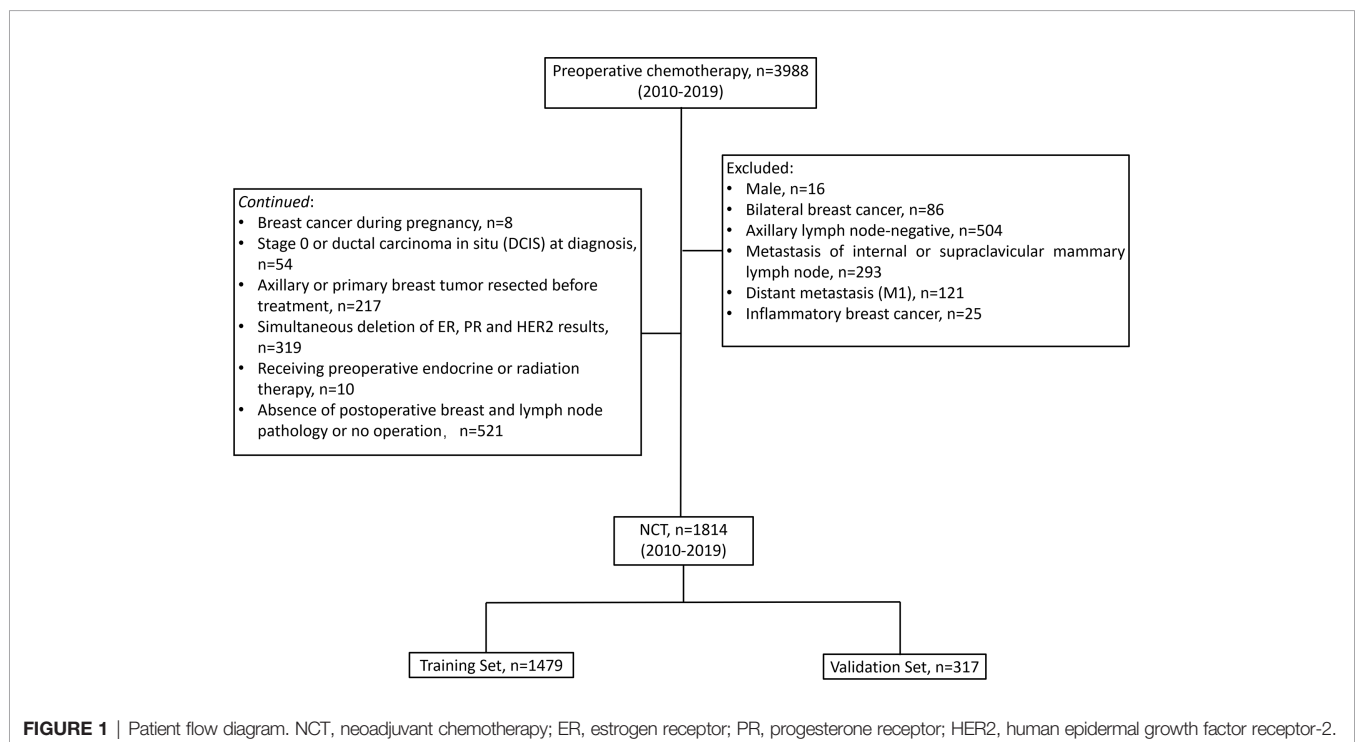 Preoperative chemotherapy, n=3988
(2010-2019)
Excluded:
• Male, n=16
• Bilateral breast cancer, n=86
• Axillary lymph node-negative, n=504
• Metastasis of internal or supraclavicular mammary
lymph node, n=293
• Distant metastasis (M1), n=121
• Inflammatory breast cancer, n=25
Continued:
• Breast cancer during pregnancy, n=8
• Stage 0 or ductal carcinoma in situ (DCIS) at diagnosis,
n=54
• Axillary or primary breast tumor resected before
treatment, n=217
• Simultaneous deletion of ER, PR and HER2 results,
n=319
• Receiving preoperative endocrine or radiation
therapy, n=10
• Absence of postoperative breast and lymph node
pathology or no operation, n=521
NCT, n=1814
(2010-2019)
Training Set, n=1479
Validation Set, n=317
FIGURE 1 | Patient flow diagram. NCT, neoadjuvant chemotherapy; ER, estrogen receptor; PR, progesterone receptor; HER2, human epidermal growth factor receptor-2.